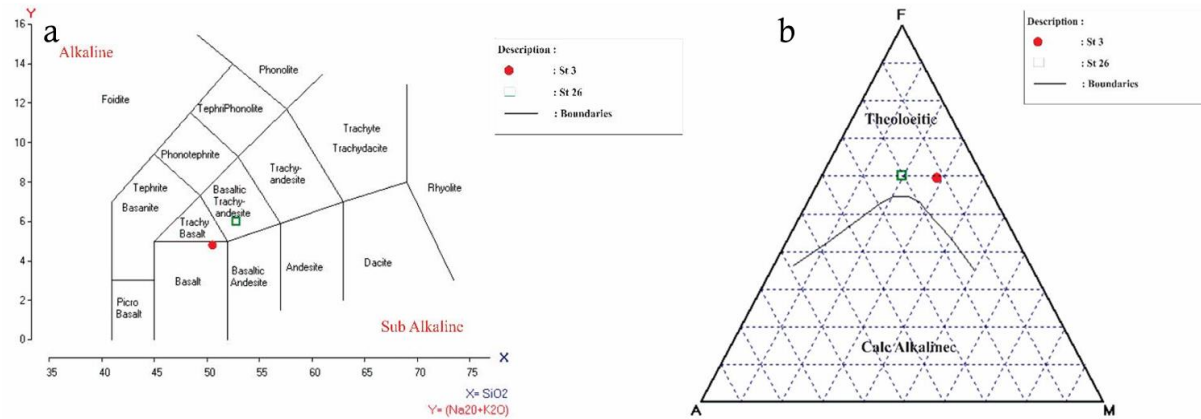 Y
a
16
14
12
10
8
6
4
2
0
Alkaline
Foidite
Phonolite
TephriPhonolite
Phonotephrite
Tephrite
Basanite
Trachy
Basalt
Basaltic
Trachy-
andesite
Trachy-
andesite
Trachyte
Trachydacite
Rhyolite
Picro
Basalt
Basalt
Basaltic
Andesite
Andesite
Dacite
Sub Alkaline
X
35 40 45 50 55 60 65 70 75
X= SiO2
Y= (Na20+K2O)
Description :
: St 3
: St 26
: Boundaries
b
F
Theoloeitic
Calc Alkalinec
A
M
Description :
: St 3
: St 26
: Boundaries